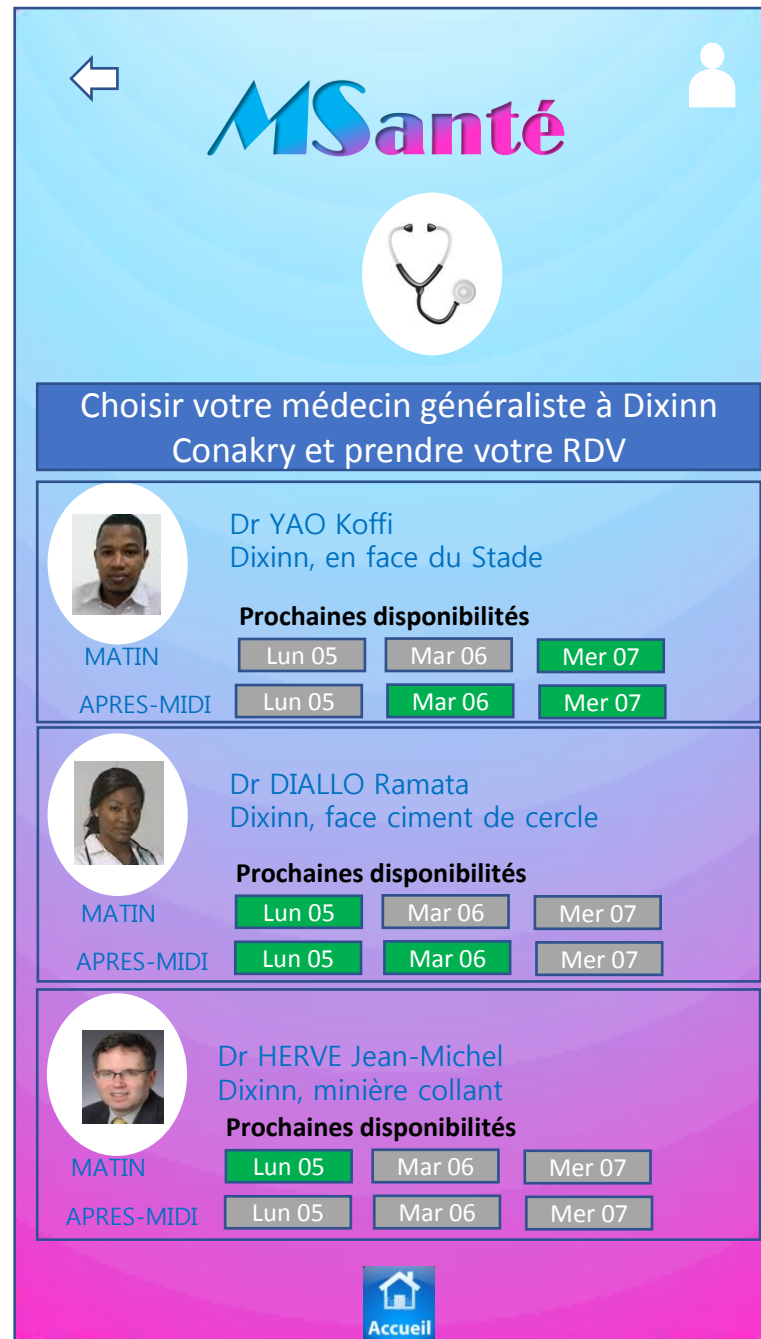 MSanté
Choisir votre médecin généraliste à Dixinn
Conakry et prendre votre RDV
Dr YAO Koffi
Dixinn, en face du Stade
Prochaines disponibilités
MATIN Lun 05 Mar 06 Mer 07
APRES-MIDI Lun 05 Mar 06 Mer 07
Dr DIALLO Ramata
Dixinn, face ciment de cercle
Prochaines disponibilités
MATIN Lun 05 Mar 06 Mer 07
APRES-MIDI Lun 05 Mar 06 Mer 07
Dr HERVE Jean-Michel
Dixinn, minière collant
Prochaines disponibilités
MATIN Lun 05 Mar 06 Mer 07
APRES-MIDI Lun 05 Mar 06 Mer 07
Accueil